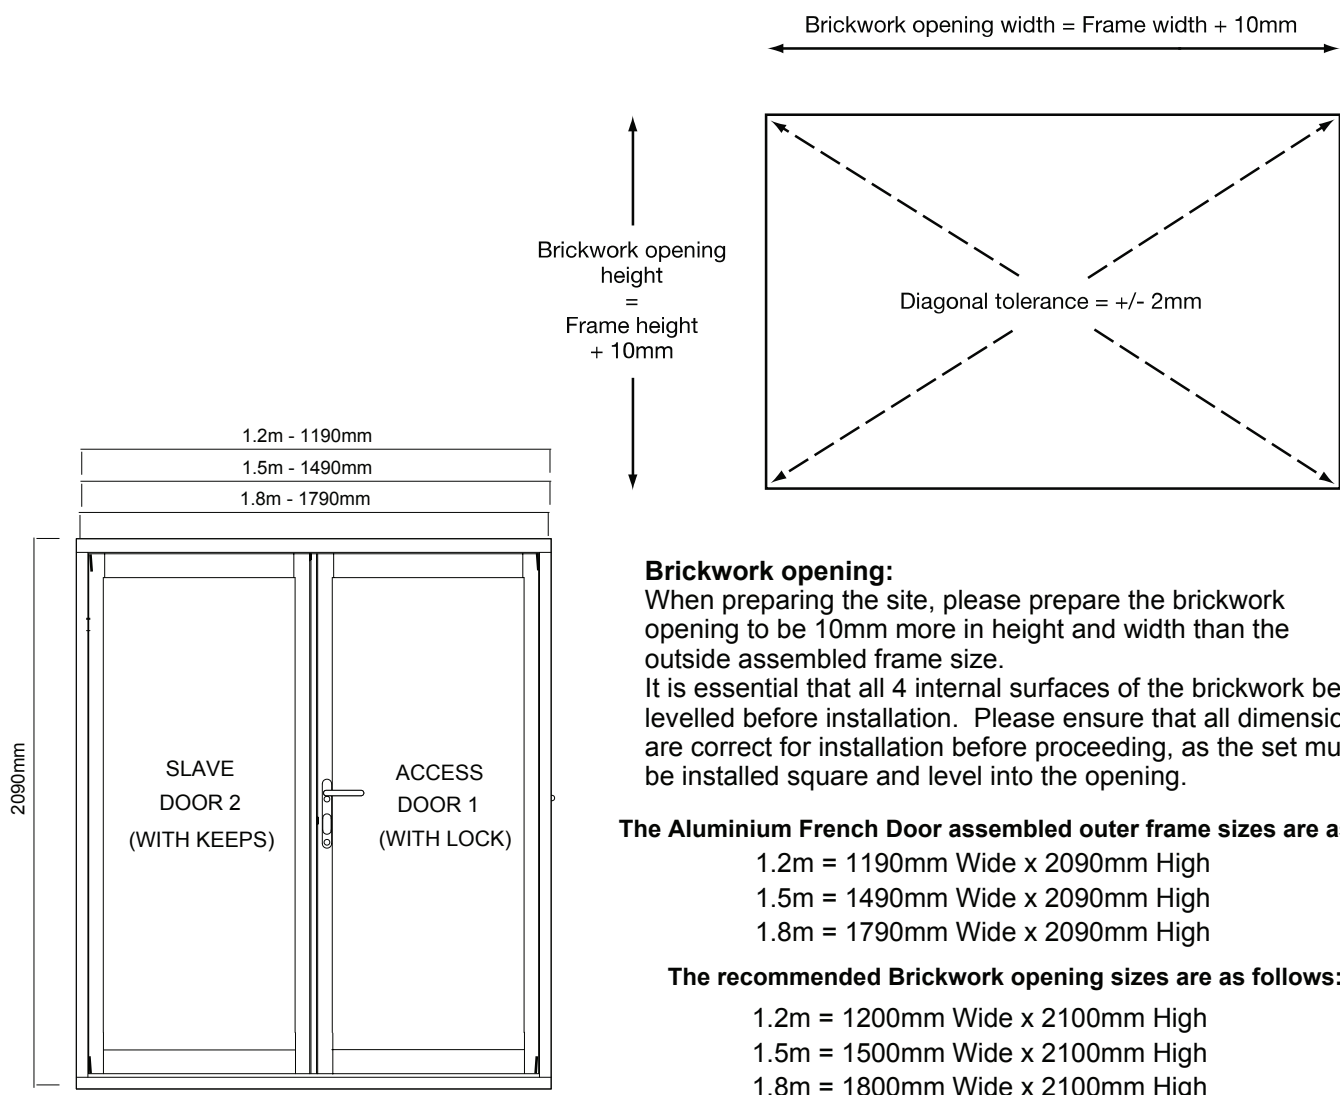 Brickwork opening width = Frame width + 10mm
Brickwork opening
height
=
Frame height
+ 10mm
Diagonal tolerance = +/- 2mm
1.2m - 1190mm
1.5m - 1490mm
1.8m - 1790mm
2090mm
SLAVE
DOOR 2
(WITH KEEPS)
ACCESS
DOOR 1
(WITH LOCK)
Brickwork opening:
When preparing the site, please prepare the brickwork
opening to be 10mm more in height and width than the
outside assembled frame size.
It is essential that all 4 internal surfaces of the brickwork be
levelled before installation.  Please ensure that all dimensio
are correct for installation before proceeding, as the set mu
be installed square and level into the opening.
The Aluminium French Door assembled outer frame sizes are a
1.2m = 1190mm Wide x 2090mm High
1.5m = 1490mm Wide x 2090mm High
1.8m = 1790mm Wide x 2090mm High
The recommended Brickwork opening sizes are as follows:
1.2m = 1200mm Wide x 2100mm High
1.5m = 1500mm Wide x 2100mm High
1.8m = 1800mm Wide x 2100mm High